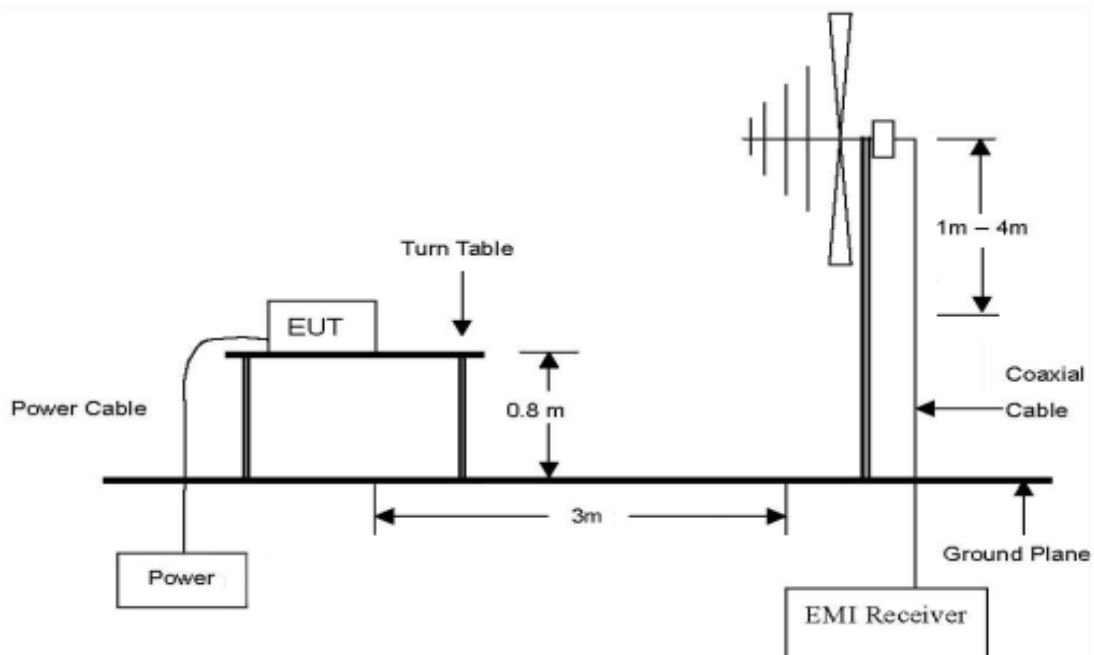 1m – 4m
Turn Table
EUT
Coaxial
Cable
Power Cable
0.8 m
3m
Ground Plane
Power
EMI Receiver